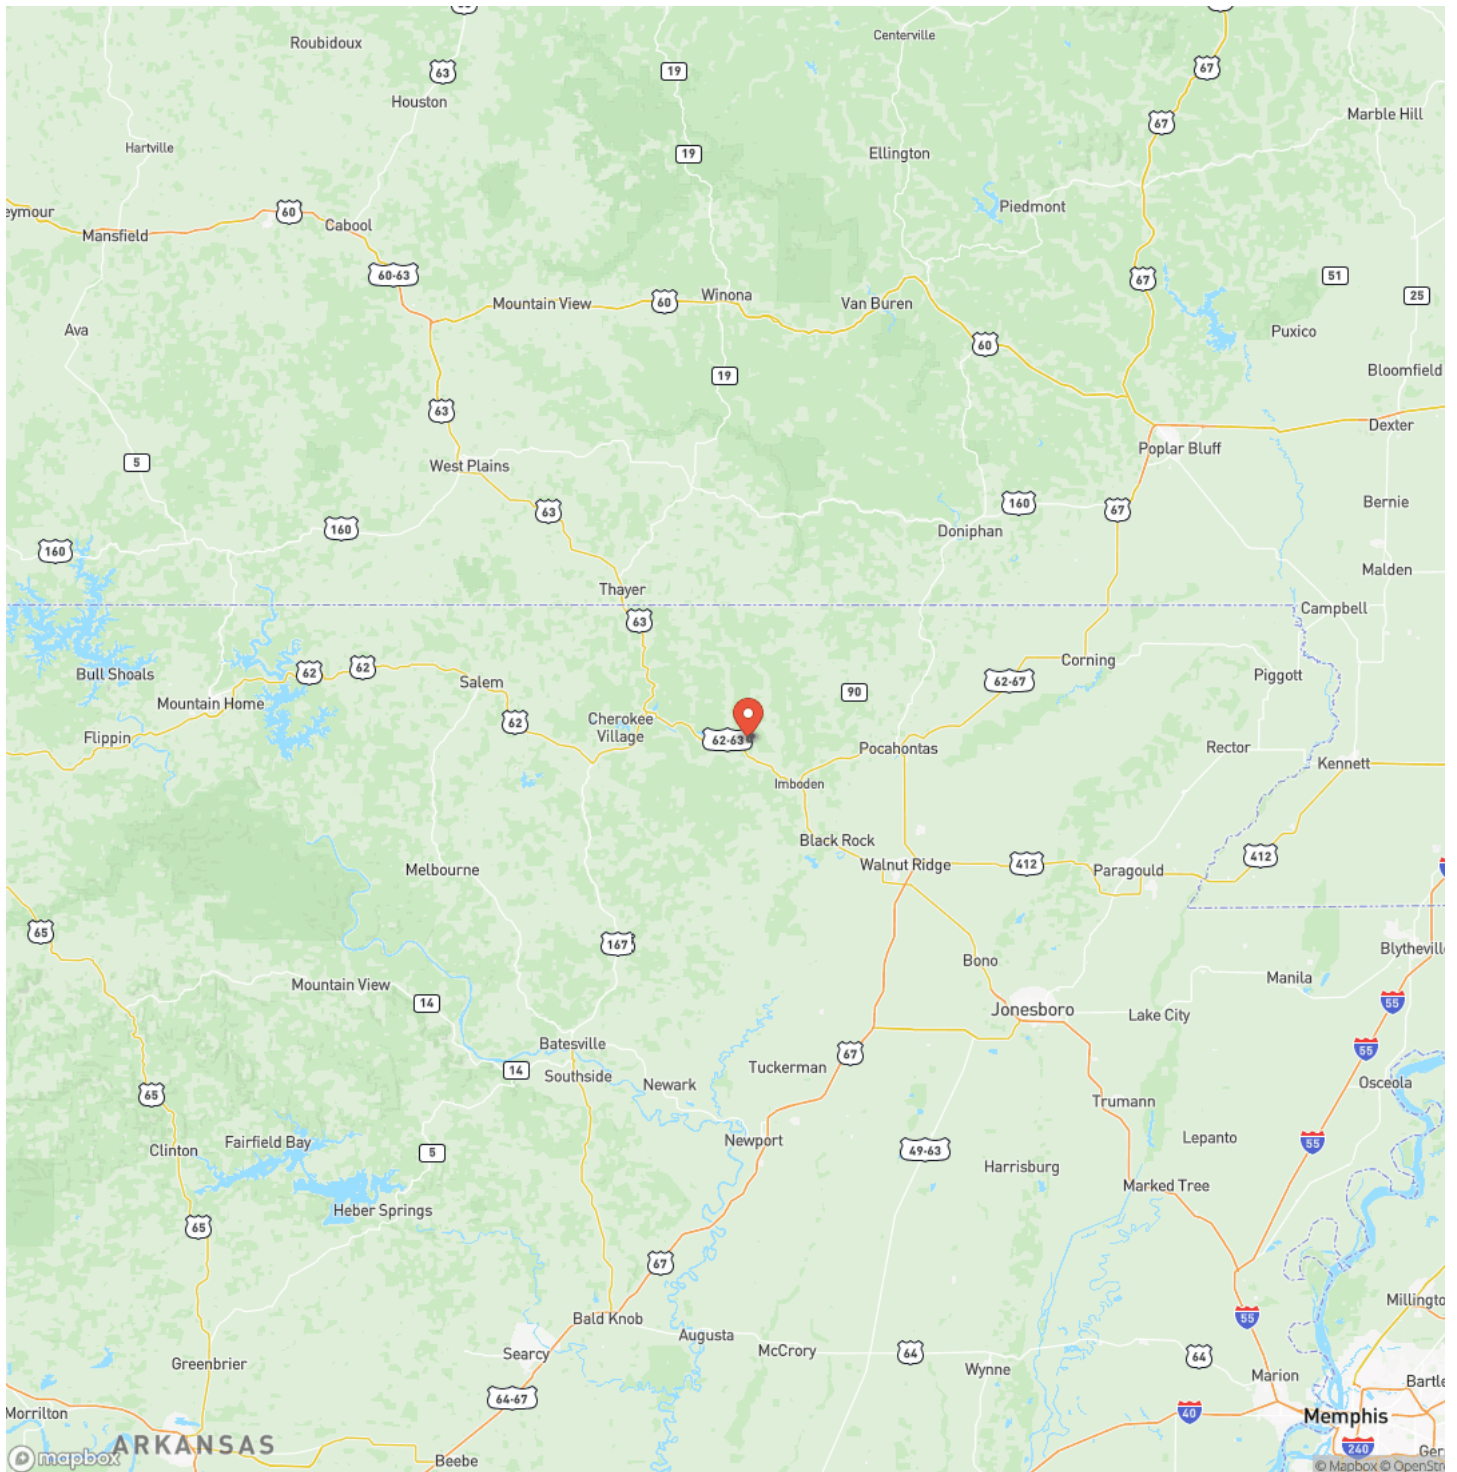 63
Roubidoux
Centerville
67
19
63
Houston
67
Marble Hill
Hartville
19
Ellington
eymour
60
Mansfield
Cabool
Piedmont
60-63
67
51
25
Mountain View
60
Winona
Van Buren
Ava
Puxico
60
Bloomfield
19
63
Dexter
Poplar Bluff
5
West Plains
63
160
67
Bernie
160
Doniphan
160
Malden
Thayer
Campbell
63
Corning
62
62
Bull Shoals
Salem
62-67
Piggott
Mountain Home
90
Cherokee
Village
62
Flippin
62-63
Pocahontas
Rector
Kennett
Imboden
Black Rock
412
412
Walnut Ridge
Paragould
Melbourne
65
167
Blythevill
Bono
Manila
Mountain View
14
55
Jonesboro
Lake City
Batesville
67
55
14
Tuckerman
Southside
Newark
Osceola
65
Trumann
Fairfield Bay
Clinton
5
Newport
49-63
Lepanto
55
Harrisburg
Marked Tree
Heber Springs
65
67
Millingto
Bald Knob
55
Augusta
McCrory
64
64
Searcy
Greenbrier
Wynne
Marion
Bartle
64-67
Morrilton
40
Memphis
ARKANSAS
240
Ger
mapbox
Beebe
© Mapbox © OpenStre